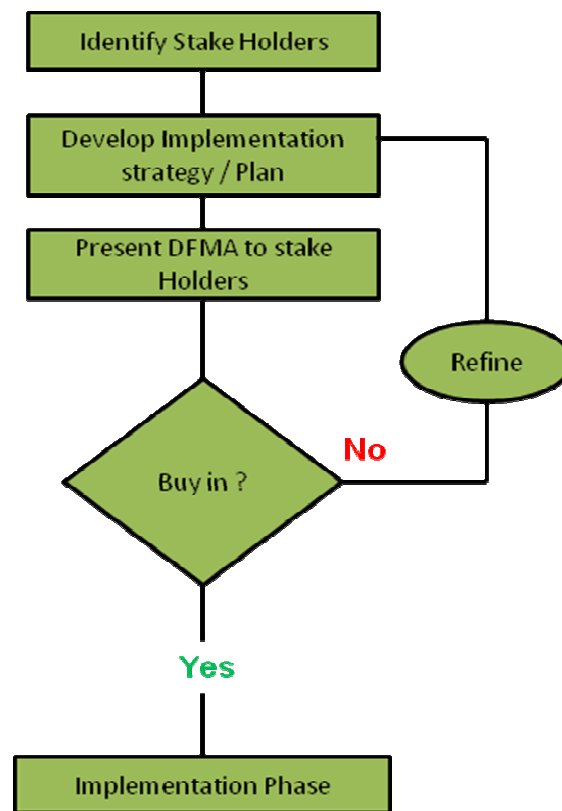 Identify Stake Holders
Develop Implementation
strategy / Plan
Present DFMA to stake
Holders
Refine
No
Buy in ?
Yes
Implementation Phase